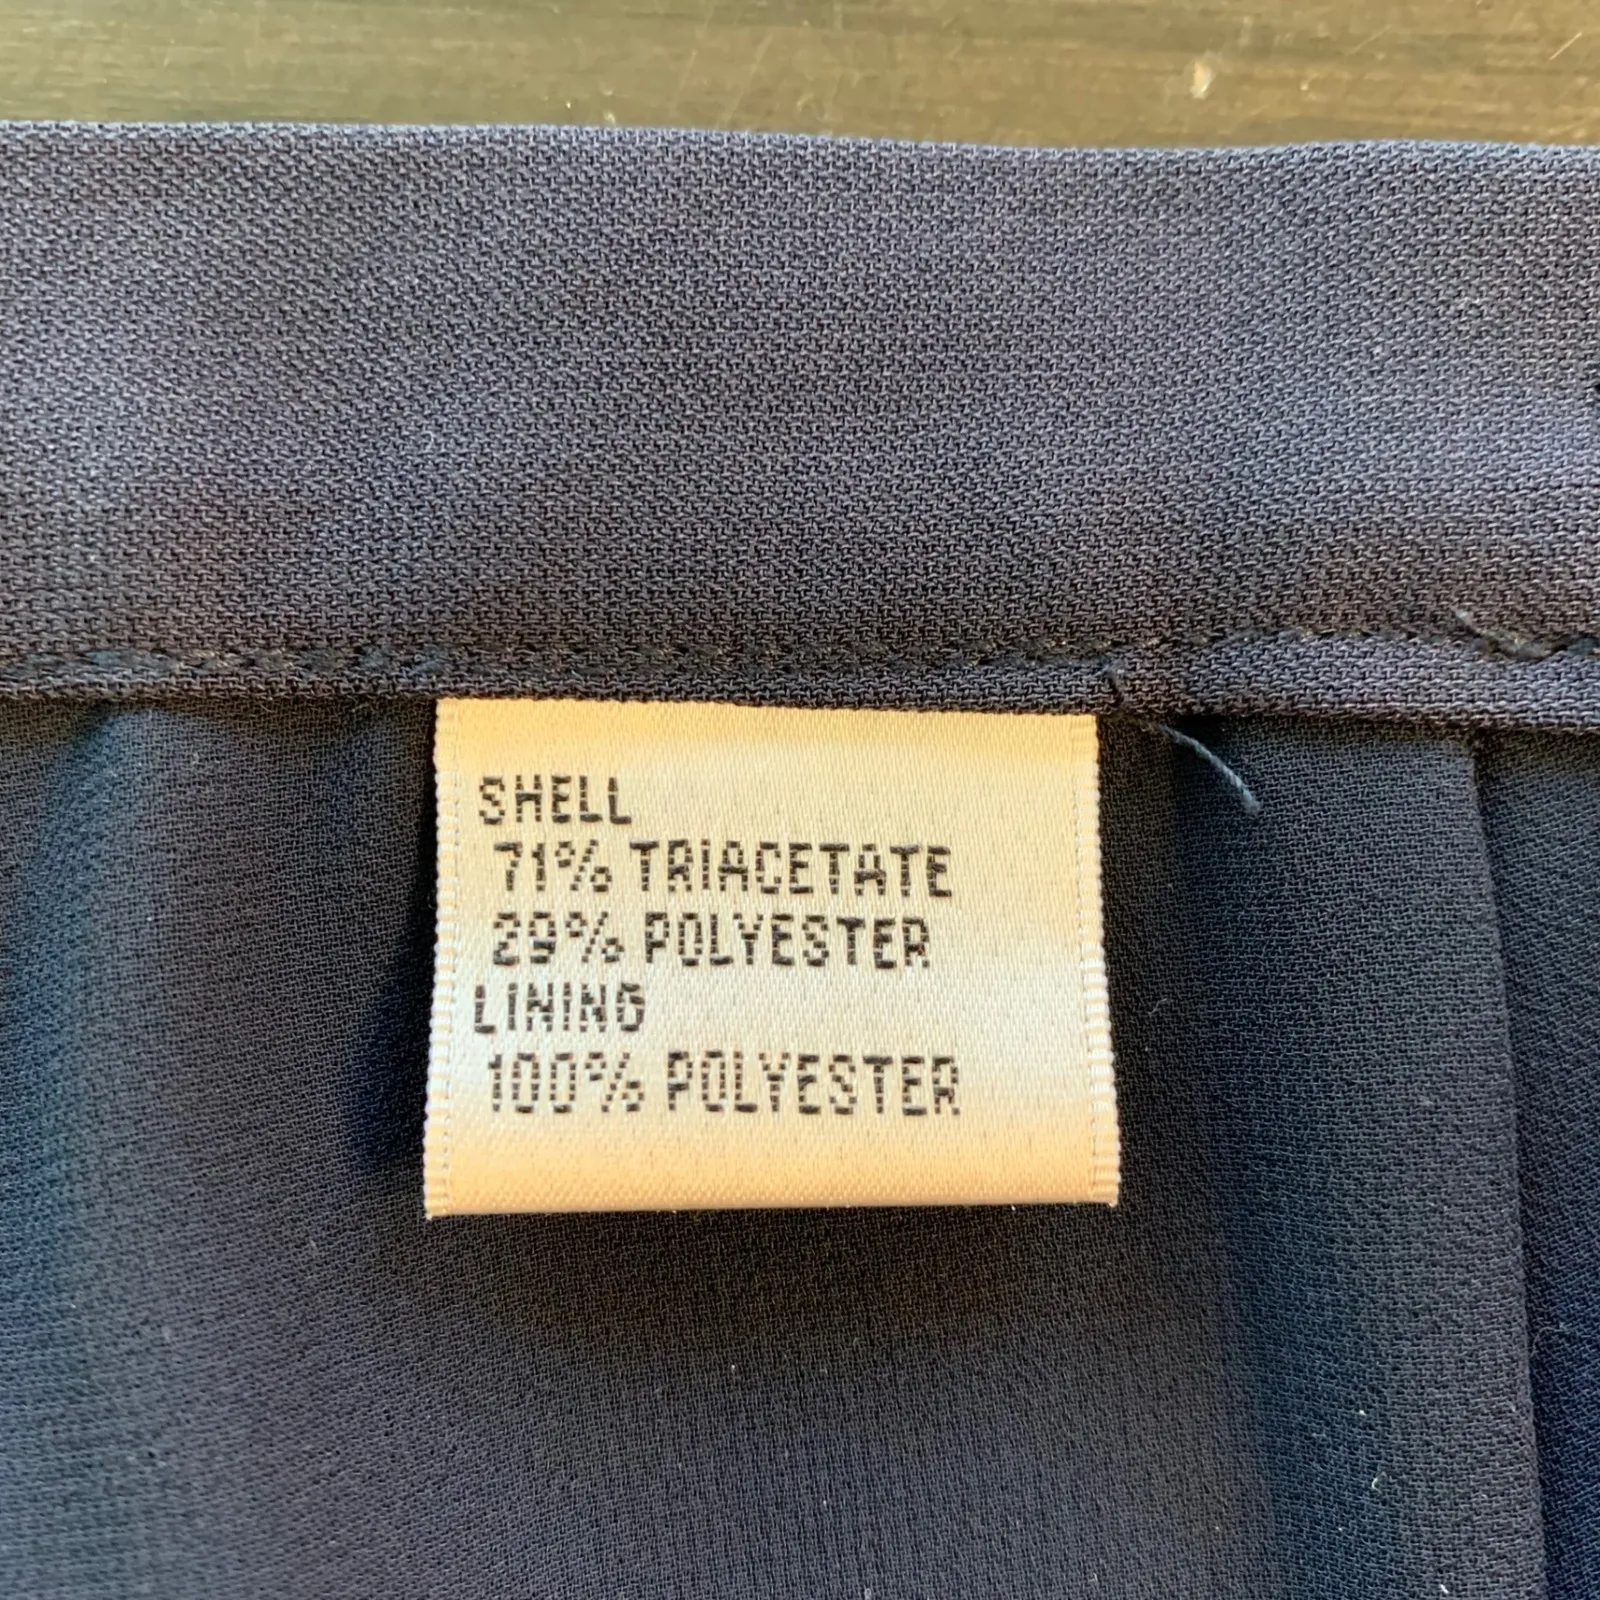 SHELL
71% TRIACETATE
29% POLYESTER
LINING
100% POLYESTER